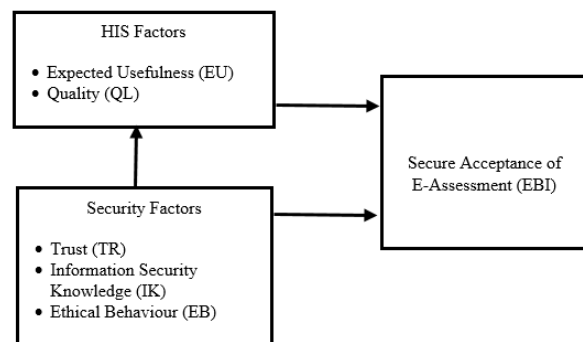 HIS Factors
• Expected Usefulness (EU)
• Quality (QL)
Secure Acceptance of
E-Assessment (EBI)
Security Factors
• Trust (TR)
• Information Security
Knowledge (IK)
• Ethical Behaviour (EB)